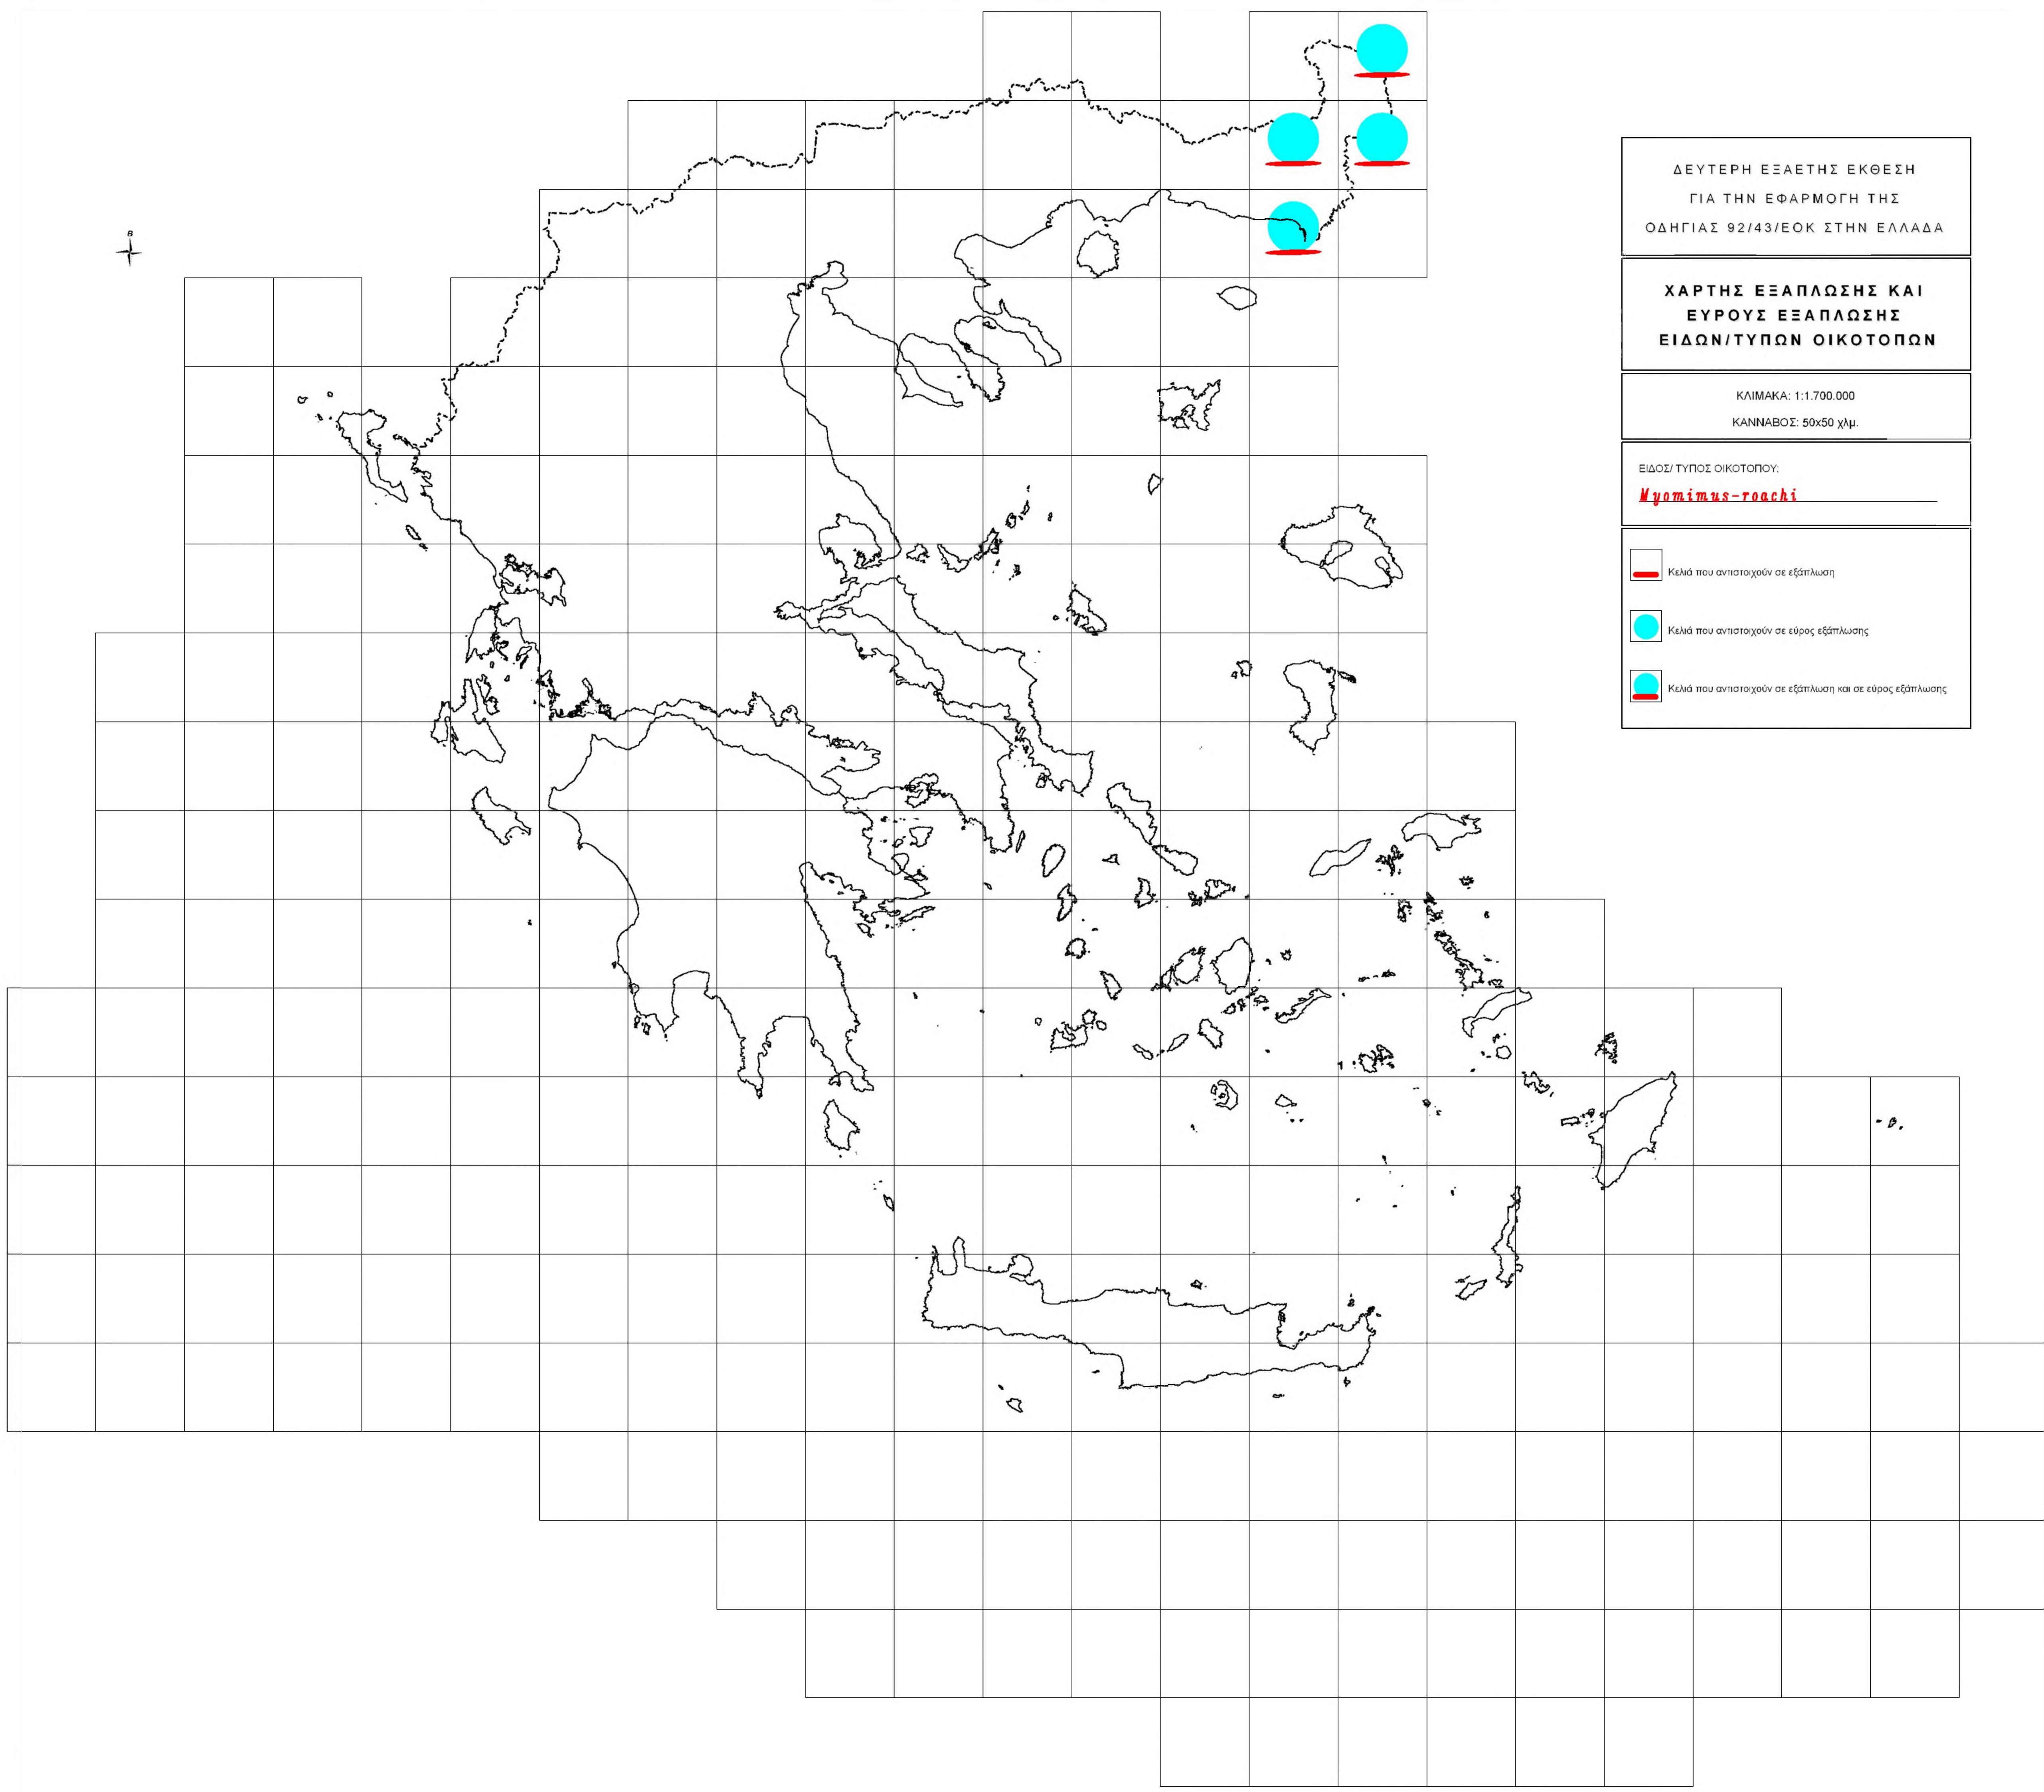 B
ΔΕΥΤΕΡΗ ΕΞΑΕΤΗΣ ΕΚΘΕΣΗ
ΓΙΑ ΤΗΝ ΕΦΑΡΜΟΓΗ ΤΗΣ
ΟΔΗΓΙΑΣ 92/43/ΕΟΚ ΣΤΗΝ ΕΛΛΑΔΑ
ΧΑΡΤΗΣ ΕΞΑΠΛΩΣΗΣ ΚΑΙ
ΕΥΡΟΥΣ ΕΞΑΠΛΩΣΗΣ
ΕΙΔΩΝ/ΤΥΠΩΝ ΟΙΚΟΤΟΠΩΝ
ΚΛΙΜΑΚΑ: 1:1.700.000
ΚΑΝΝΑΒΟΣ: 50x50 χλμ.
ΕΙΔΟΣ/ ΤΥΠΟΣ ΟΙΚΟΤΟΠΟΥ:
Myomimus-roachi
Κελιά που αντιστοιχούν σε εξάπλωση
Κελιά που αντιστοιχούν σε εύρος εξάπλωσης
Κελιά που αντιστοιχούν σε εξάπλωση και σε εύρος εξάπλωσης